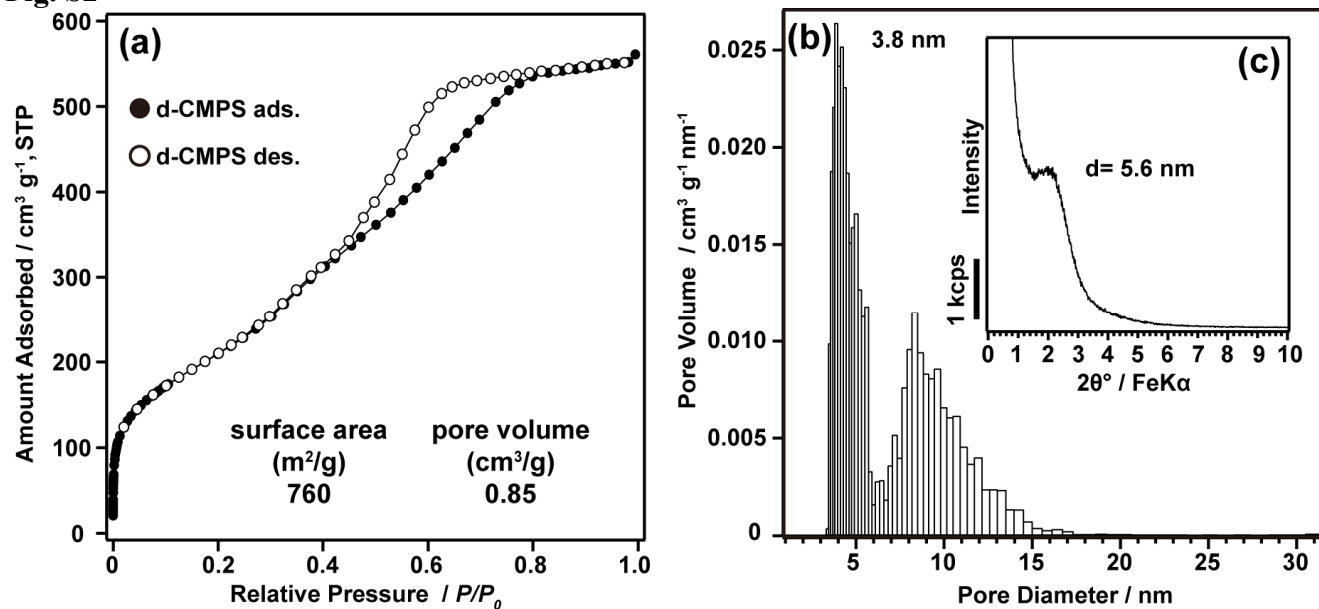 (a)
600
500
400
300
200
100
0
Amount Adsorbed / cm³ g⁻¹, STP
d-CMPS ads.
d-CMPS des.
surface area
(m²/g)
760
pore volume
(cm³/g)
0.85
0 0.2 0.4 0.6 0.8 1.0
Relative Pressure / P/P₀
(b)
3.8 nm
0.025
0.020
0.015
0.010
0.005
0
Pore Volume / cm³ g⁻¹ nm⁻¹
5 10 15 20 25 30
Pore Diameter / nm
(c)
d= 5.6 nm
Intensity
1 kcps
0 1 2 3 4 5 6 7 8 9 10
2θ° / FeKα